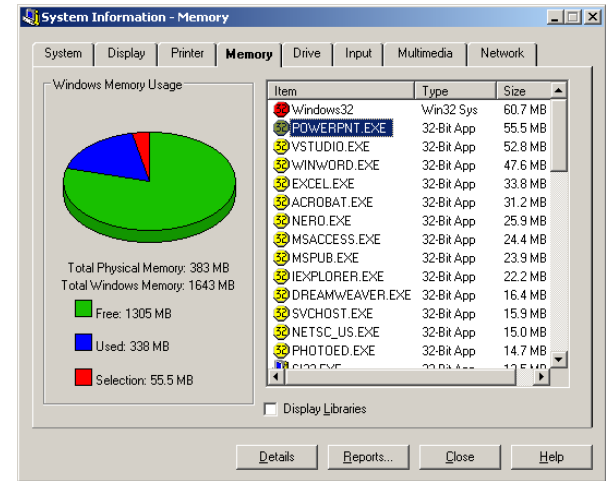 System Information - Memory
System Display Printer Memory Drive Input Multimedia Network
Windows Memory Usage
Total Physical Memory: 383 MB
Total Windows Memory: 1643 MB
Free: 1305 MB
Used: 338 MB
Selection: 55.5 MB
Item Type Size
Windows32 Win32 Sys 60.7 MB
POWERPNT.EXE 32-Bit App 55.5 MB
VSTUDIO.EXE 32-Bit App 52.8 MB
WINWORD.EXE 32-Bit App 47.6 MB
EXCEL.EXE 32-Bit App 33.8 MB
ACROBAT.EXE 32-Bit App 31.2 MB
NERO.EXE 32-Bit App 25.9 MB
MSACCESS.EXE 32-Bit App 24.4 MB
MSPUB.EXE 32-Bit App 23.9 MB
IEXPLORER.EXE 32-Bit App 22.2 MB
DREAMWEAVER.EXE 32-Bit App 16.4 MB
SVCHOST.EXE 32-Bit App 15.9 MB
NETSC_US.EXE 32-Bit App 15.0 MB
PHOTOED.EXE 32-Bit App 14.7 MB
Display Libraries
Details Reports... Close Help